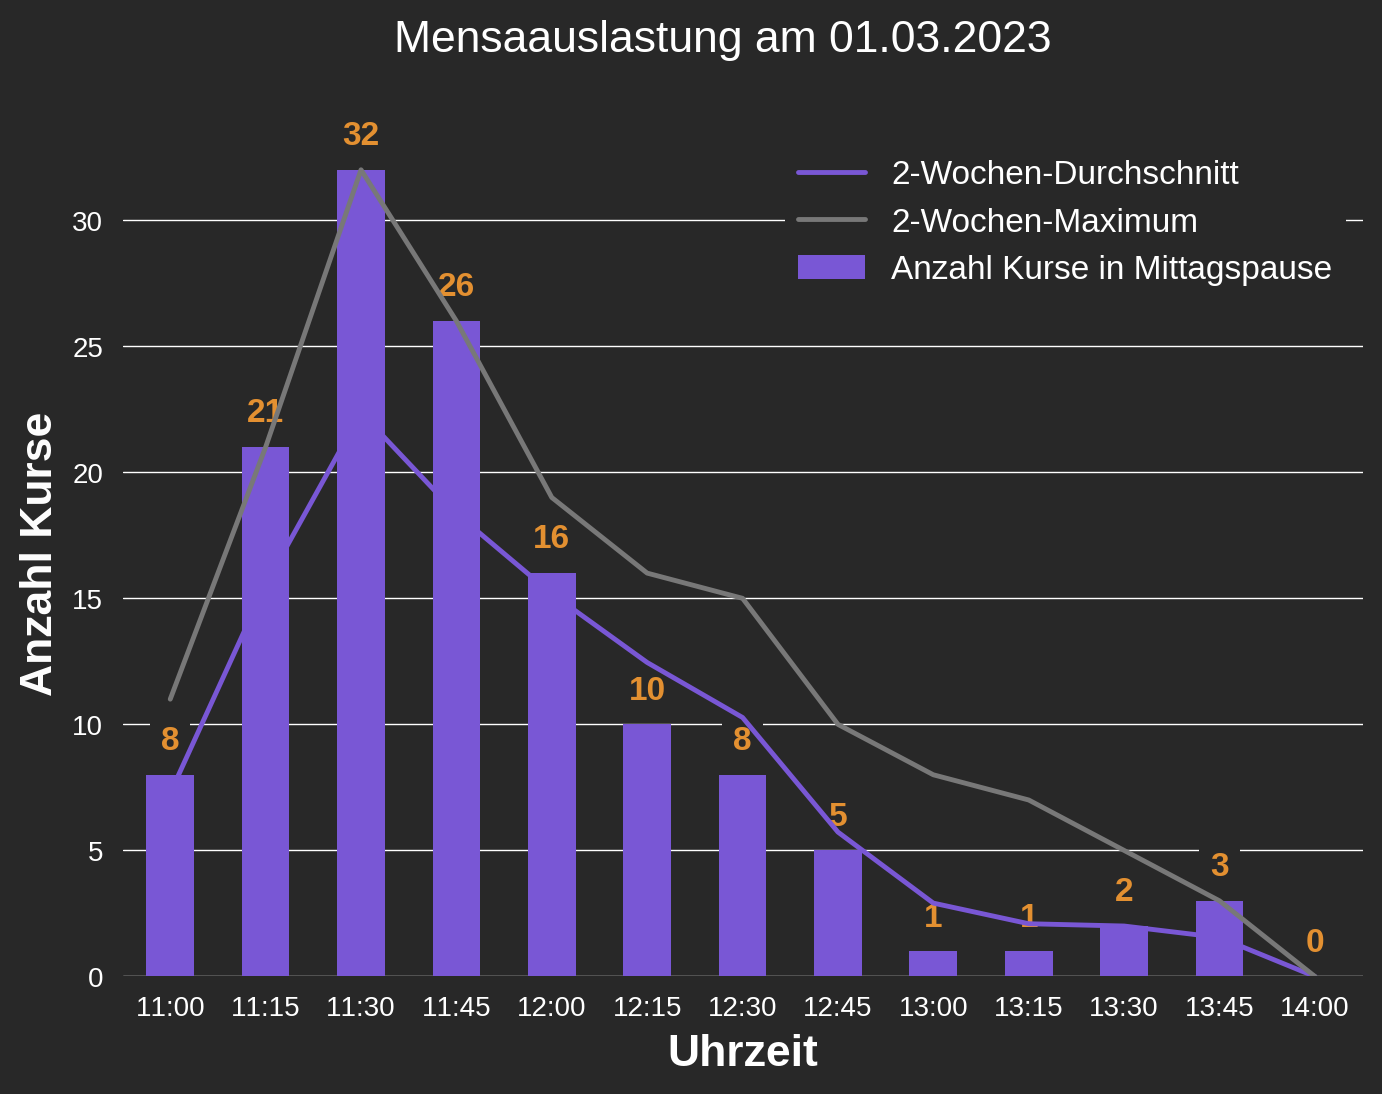 Mensaauslastung am 01.03.2023
2-Wochen-Durchschnitt
2-Wochen-Maximum
Anzahl Kurse in Mittagspause
Anzahl Kurse
30
25
20
15
10
5
0
8
21
32
26
16
10
8
5
1
1
2
3
0
11:00 11:15 11:30 11:45 12:00 12:15 12:30 12:45 13:00 13:15 13:30 13:45 14:00
Uhrzeit